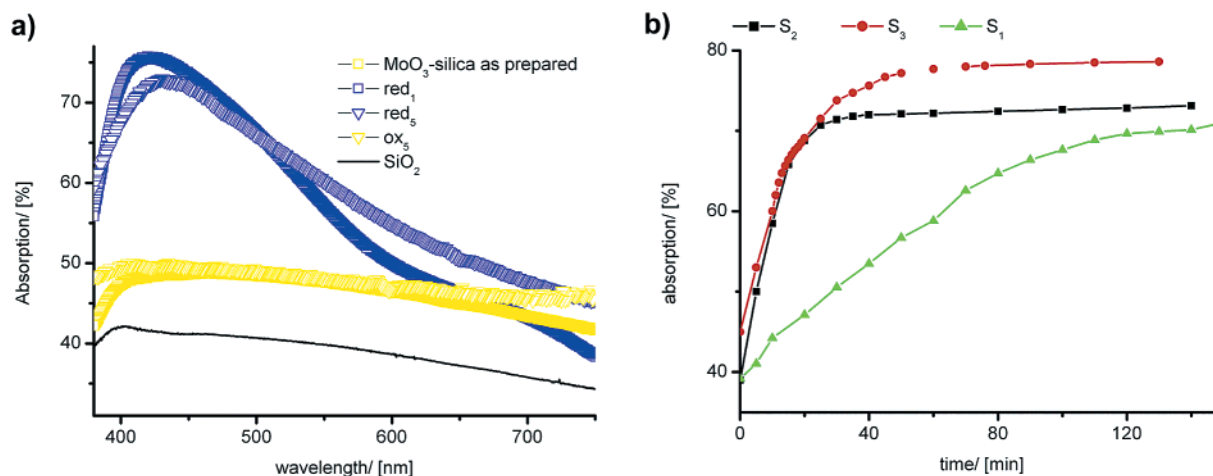 a)
Absorption/ [%]
70
60
50
40
400
500
600
700
wavelength/ [nm]
MoO₃-silica as prepared
red₁
red₅
ox₅
SiO₂
b)
S₂ S₃ S₁
absorption/ [%]
80
60
40
0
40
80
120
time/ [min]